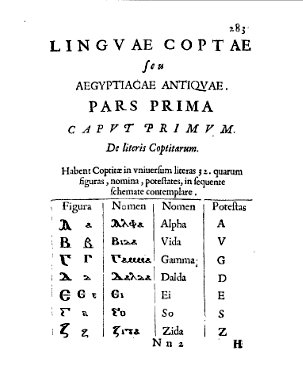 283
LINGVAE COPTAE
seu
AEGYPTIACAE ANTIQVAE.
PARS PRIMA
CAPVT PRIMVM.
De literis Coptitarum.
Habent Coptitæ in vniuersum literas 32. quarum
figuras, nomina, potestates, in sequente
schemate contemplare.
Figura Nomen Nomen Potestas
Ⲁ ⲁ Ⲁⲗⲫⲁ Alpha A
Ⲃ ⲃ Ⲃⲓⲇⲁ Vida V
Ⲅ ⲅ Ⲅⲁⲙⲙⲁ Gamma G
Ⲇ ⲇ Ⲇⲁⲗⲇⲁ Dalda D
Ⲉ ⲉ Ⲉⲓ Ei E
So S
Ⲍ ⲍ Ⲍⲓⲧⲁ Zida Z
N n 2 H